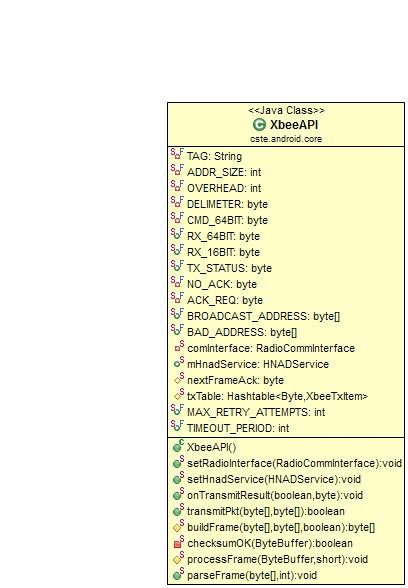 <<Java Class>>
C XbeeAPI
cste.android.core
S F TAG: String
S F ADDR_SIZE: int
S F OVERHEAD: int
S F DELIMETER: byte
S F CMD_64BIT: byte
S F RX_64BIT: byte
S F RX_16BIT: byte
S F TX_STATUS: byte
S F NO_ACK: byte
S F ACK_REQ: byte
S F BROADCAST_ADDRESS: byte[]
S F BAD_ADDRESS: byte[]
S comInterface: RadioCommInterface
S mHnadService: HNADService
S nextFrameAck: byte
S txTable: Hashtable<Byte,XbeeTxItem>
S F MAX_RETRY_ATTEMPTS: int
S F TIMEOUT_PERIOD: int
C XbeeAPI()
S setRadioInterface(RadioCommInterface):void
S setHnadService(HNADService):void
S onTransmitResult(boolean,byte):void
S transmitPkt(byte[],byte[]):boolean
S buildFrame(byte[],byte[],boolean):byte[]
S checksumOK(ByteBuffer):boolean
S processFrame(ByteBuffer,short):void
S parseFrame(byte[],int):void